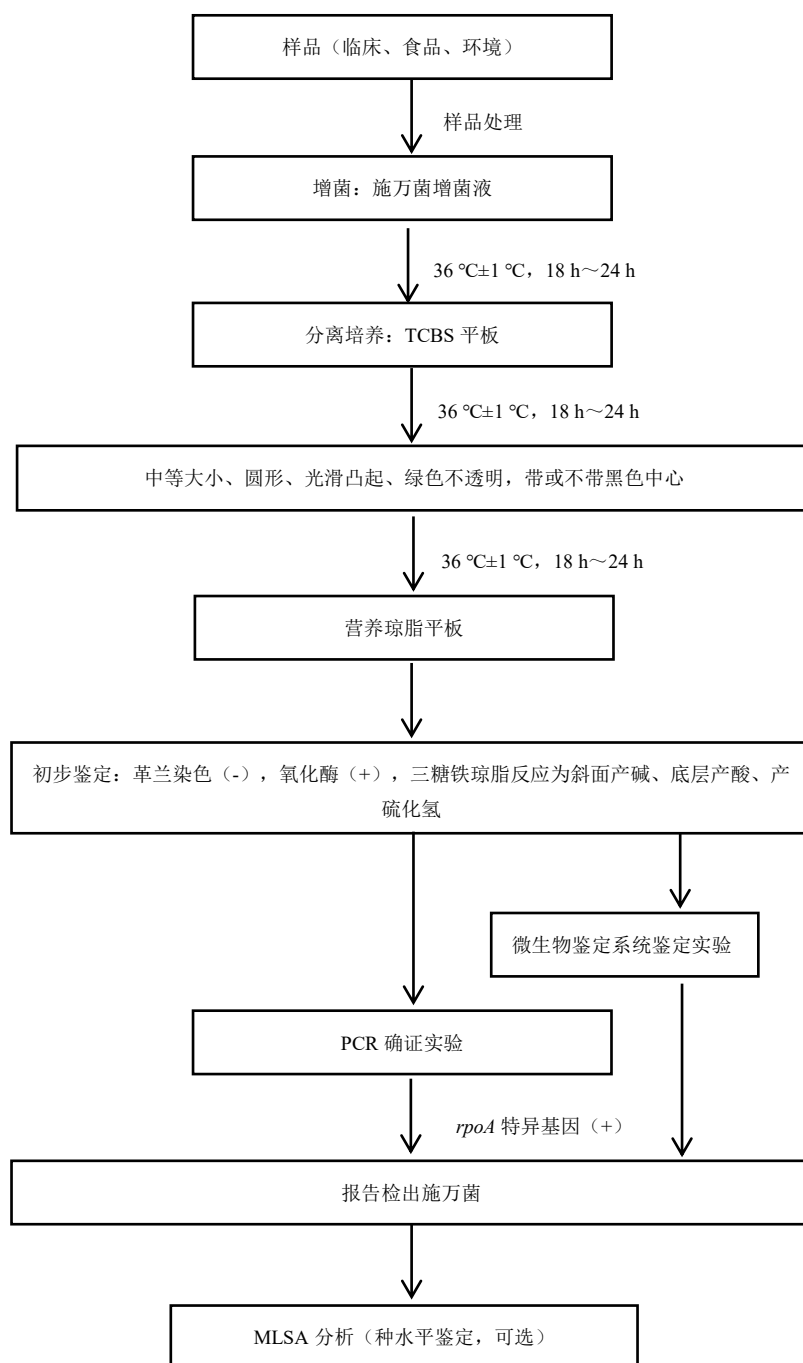 样品（临床、食品、环境）
样品处理
增菌：施万菌增菌液
36 ℃±1 ℃，18 h～24 h
分离培养：TCBS 平板
36 ℃±1 ℃，18 h～24 h
中等大小、圆形、光滑凸起、绿色不透明，带或不带黑色中心
36 ℃±1 ℃，18 h～24 h
营养琼脂平板
初步鉴定：革兰染色（-），氧化酶（+），三糖铁琼脂反应为斜面产碱、底层产酸、产
硫化氢
微生物鉴定系统鉴定实验
PCR 确证实验
rpoA 特异基因（+）
报告检出施万菌
MLSA 分析（种水平鉴定，可选）